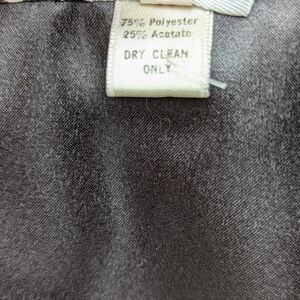 75% Polyester
25% Acetate
DRY CLEAN
ONLY